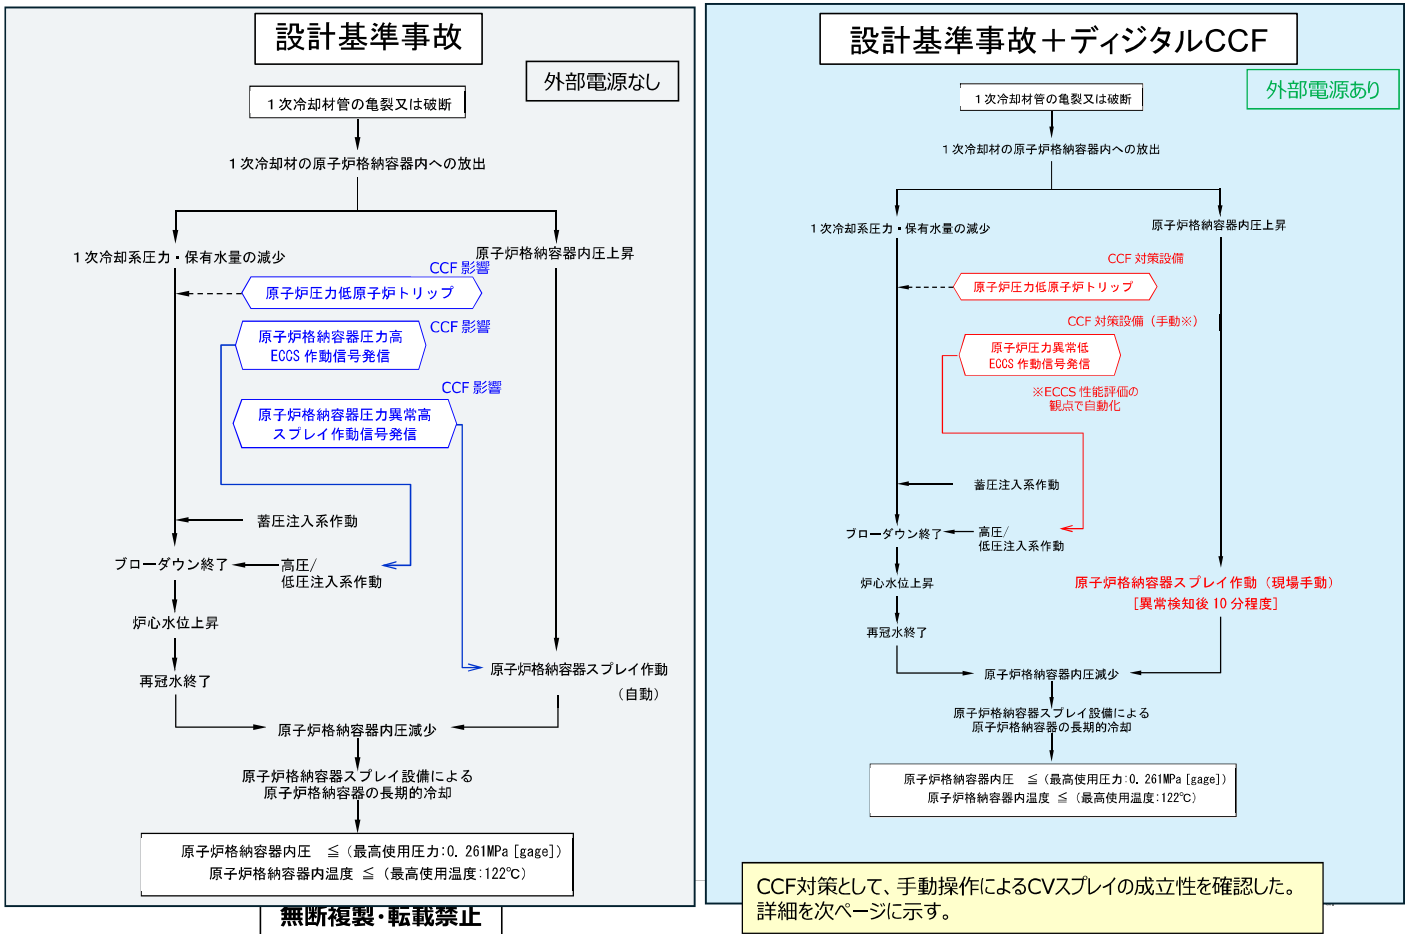 設計基準事故
外部電源なし
1次冷却材管の亀裂又は破断
1次冷却材の原子炉格納容器内への放出
1次冷却系圧力・保有水量の減少
原子炉格納容器内圧上昇
CCF影響
原子炉圧力低原子炉トリップ
CCF影響
原子炉格納容器圧力高
ECCS作動信号発信
CCF影響
原子炉格納容器圧力異常高
スプレイ作動信号発信
蓄圧注入系作動
ブローダウン終了
高圧/
低圧注入系作動
炉心水位上昇
再冠水終了
原子炉格納容器スプレイ作動
（自動）
原子炉格納容器内圧減少
原子炉格納容器スプレイ設備による
原子炉格納容器の長期的冷却
原子炉格納容器内圧 ≦（最高使用圧力:0. 261MPa [gage]）
原子炉格納容器内温度 ≦（最高使用温度:122℃）
無断複製・転載禁止
設計基準事故＋ディジタルCCF
外部電源あり
1次冷却材管の亀裂又は破断
1次冷却材の原子炉格納容器内への放出
1次冷却系圧力・保有水量の減少
原子炉格納容器内圧上昇
CCF対策設備
原子炉圧力低原子炉トリップ
CCF対策設備（手動※）
原子炉圧力異常低
ECCS作動信号発信
※ECCS性能評価の
観点で自動化
蓄圧注入系作動
ブローダウン終了
高圧/
低圧注入系作動
炉心水位上昇
再冠水終了
原子炉格納容器スプレイ作動（現場手動）
[異常検知後10分程度]
原子炉格納容器内圧減少
原子炉格納容器スプレイ設備による
原子炉格納容器の長期的冷却
原子炉格納容器内圧 ≦（最高使用圧力:0. 261MPa [gage]）
原子炉格納容器内温度 ≦（最高使用温度:122℃）
CCF対策として、手動操作によるCVスプレイの成立性を確認した。
詳細を次ページに示す。